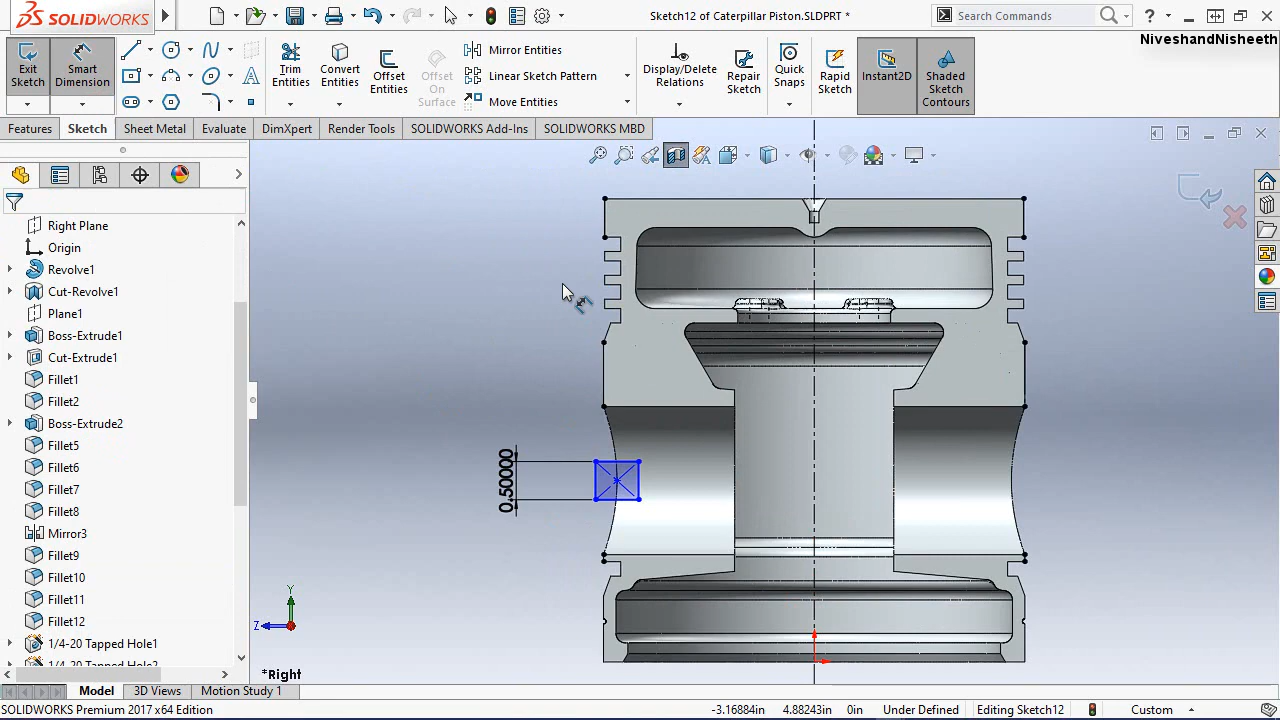 SOLIDWORKS
Sketch12 of Caterpillar Piston.SLDPRT *
Search Commands
?
NiveshandNisheeth
Exit Sketch
Smart Dimension
Trim Entities
Convert Entities
Offset Entities
Offset On Surface
Mirror Entities
Linear Sketch Pattern
Move Entities
Display/Delete Relations
Repair Sketch
Quick Snaps
Rapid Sketch
Instant2D
Shaded Sketch Contours
Features
Sketch
Sheet Metal
Evaluate
DimXpert
Render Tools
SOLIDWORKS Add-Ins
SOLIDWORKS MBD
Right Plane
Origin
Revolve1
Cut-Revolve1
Plane1
Boss-Extrude1
Cut-Extrude1
Fillet1
Fillet2
Boss-Extrude2
Fillet5
Fillet6
Fillet7
Fillet8
Mirror3
Fillet9
Fillet10
Fillet11
Fillet12
1/4-20 Tapped Hole1
1/4-20 Tapped Hole2
0.50000
Y
Z
*Right
Model
3D Views
Motion Study 1
SOLIDWORKS Premium 2017 x64 Edition
-3.16884in
4.88243in
0in
Under Defined
Editing Sketch12
Custom